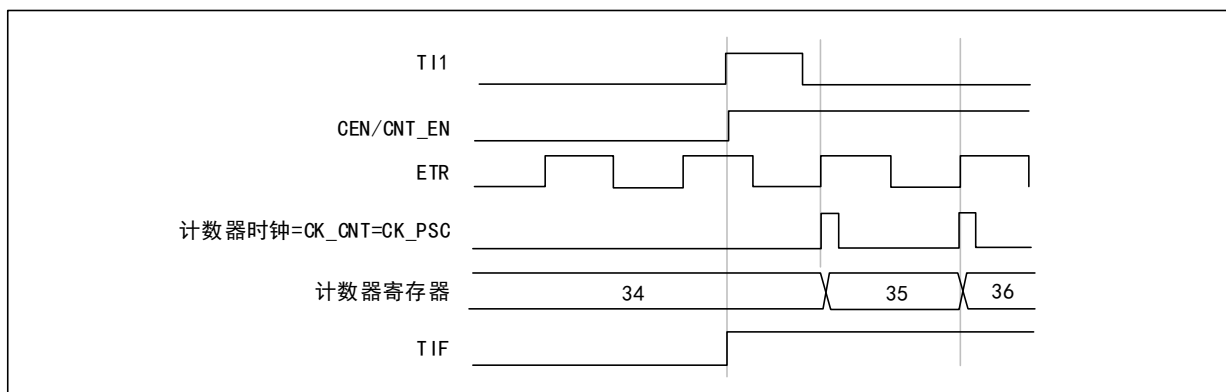 TI1
CEN/CNT_EN
ETR
计数器时钟=CK_CNT=CK_PSC
计数器寄存器 34 35 36
TIF